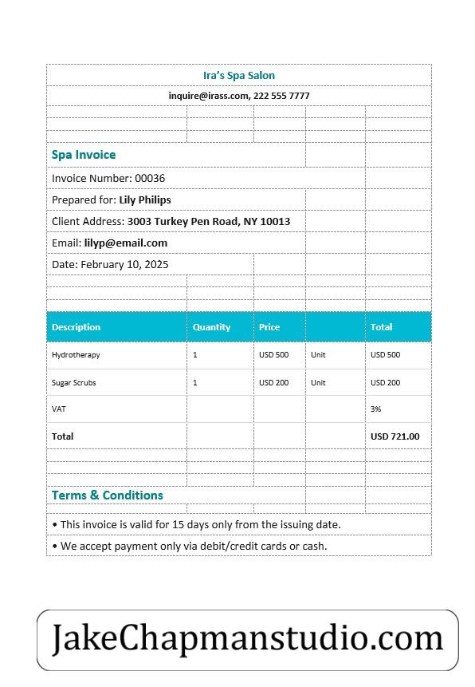 Ira's Spa Salon
inquire@irass.com, 222 555 7777
Spa Invoice
Invoice Number: 00036
Prepared for: Lily Philips
Client Address: 3003 Turkey Pen Road, NY 10013
Email: lilyp@email.com
Date: February 10, 2025
Description Quantity Price Total
Hydrotherapy 1 USD 500 Unit USD 500
Sugar Scrubs 1 USD 200 Unit USD 200
VAT 3%
Total USD 721.00
Terms & Conditions
• This invoice is valid for 15 days only from the issuing date.
• We accept payment only via debit/credit cards or cash.
JakeChapmanstudio.com